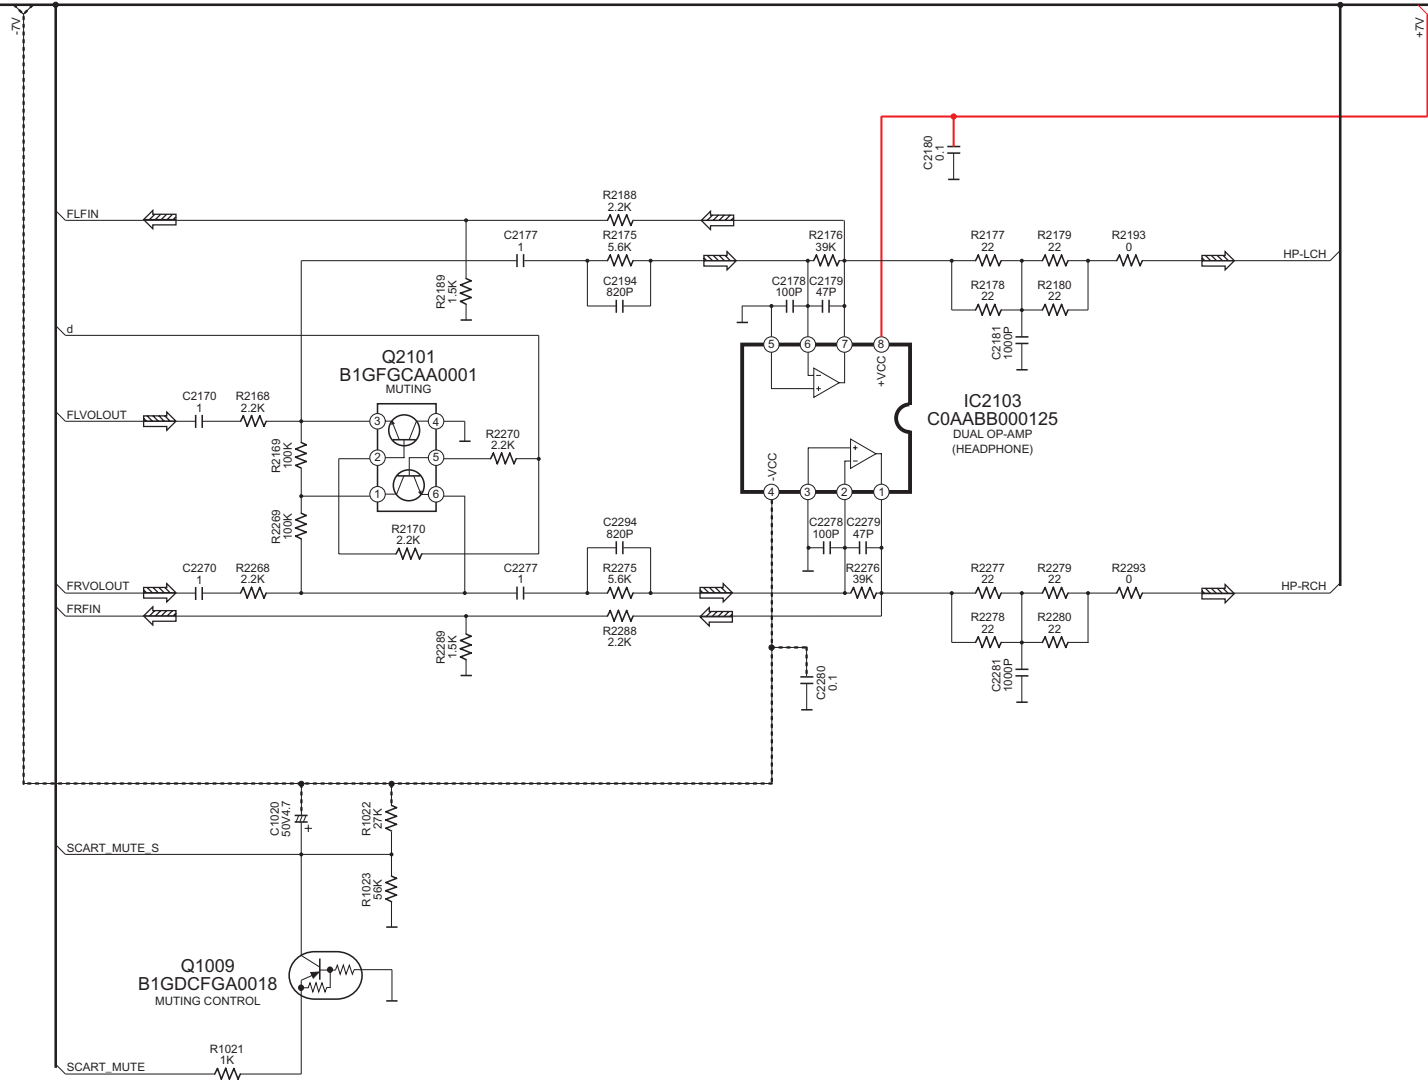 -7V
+7V
C2180
0.1
FLFIN
R2188
2.2K
C2177
1
R2175
5.6K
R2176
39K
R2177
22
R2179
22
R2193
0
HP-LCH
R2189
1.5K
C2194
820P
C2178
100P
C2179
47P
R2178
22
R2180
22
C2181
1000P
d
Q2101
B1GFGCAA0001
MUTING
5
6
7
8
+VCC
IC2103
C0AABB000125
DUAL OP-AMP
(HEADPHONE)
FLVOLOUT
C2170
1
R2168
2.2K
3
4
2
5
1
6
R2270
2.2K
R2169
100K
R2269
100K
R2170
2.2K
-VCC
4
3
2
1
C2294
820P
C2278
100P
C2279
47P
FRVOLOUT
C2270
1
R2268
2.2K
C2277
1
R2275
5.6K
R2276
39K
R2277
22
R2279
22
R2293
0
HP-RCH
FRFIN
R2289
1.5K
R2288
2.2K
R2278
22
R2280
22
C2281
1000P
C2280
0.1
C1020
50V4.7
+
R1022
27K
SCART_MUTE_S
R1023
56K
Q1009
B1GDCFGA0018
MUTING CONTROL
R1021
1K
SCART_MUTE